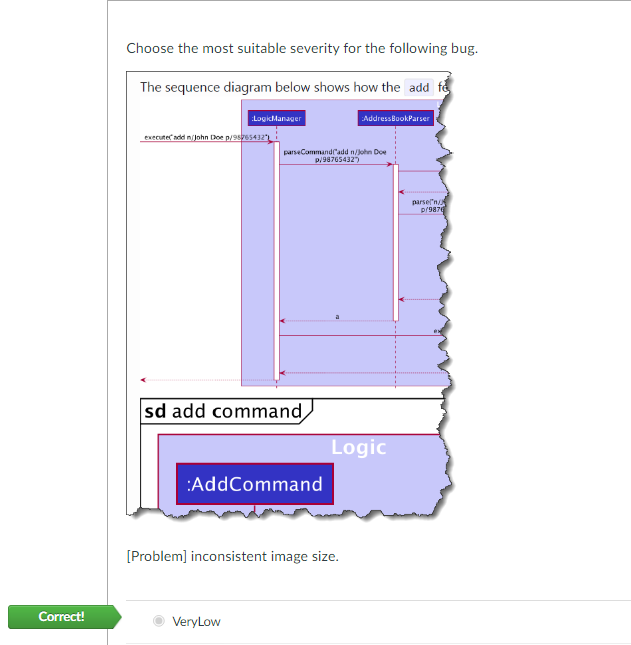 Choose the most suitable severity for the following bug.
The sequence diagram below shows how the add
:LogicManager :AddressBookParser
execute("add n/John Doe p/98765432")
parseCommand("add n/John Doe
p/98765432")
parse("n/J
p/9876
a
ex
sd add command
Logic
:AddCommand
[Problem] inconsistent image size.
Correct! VeryLow